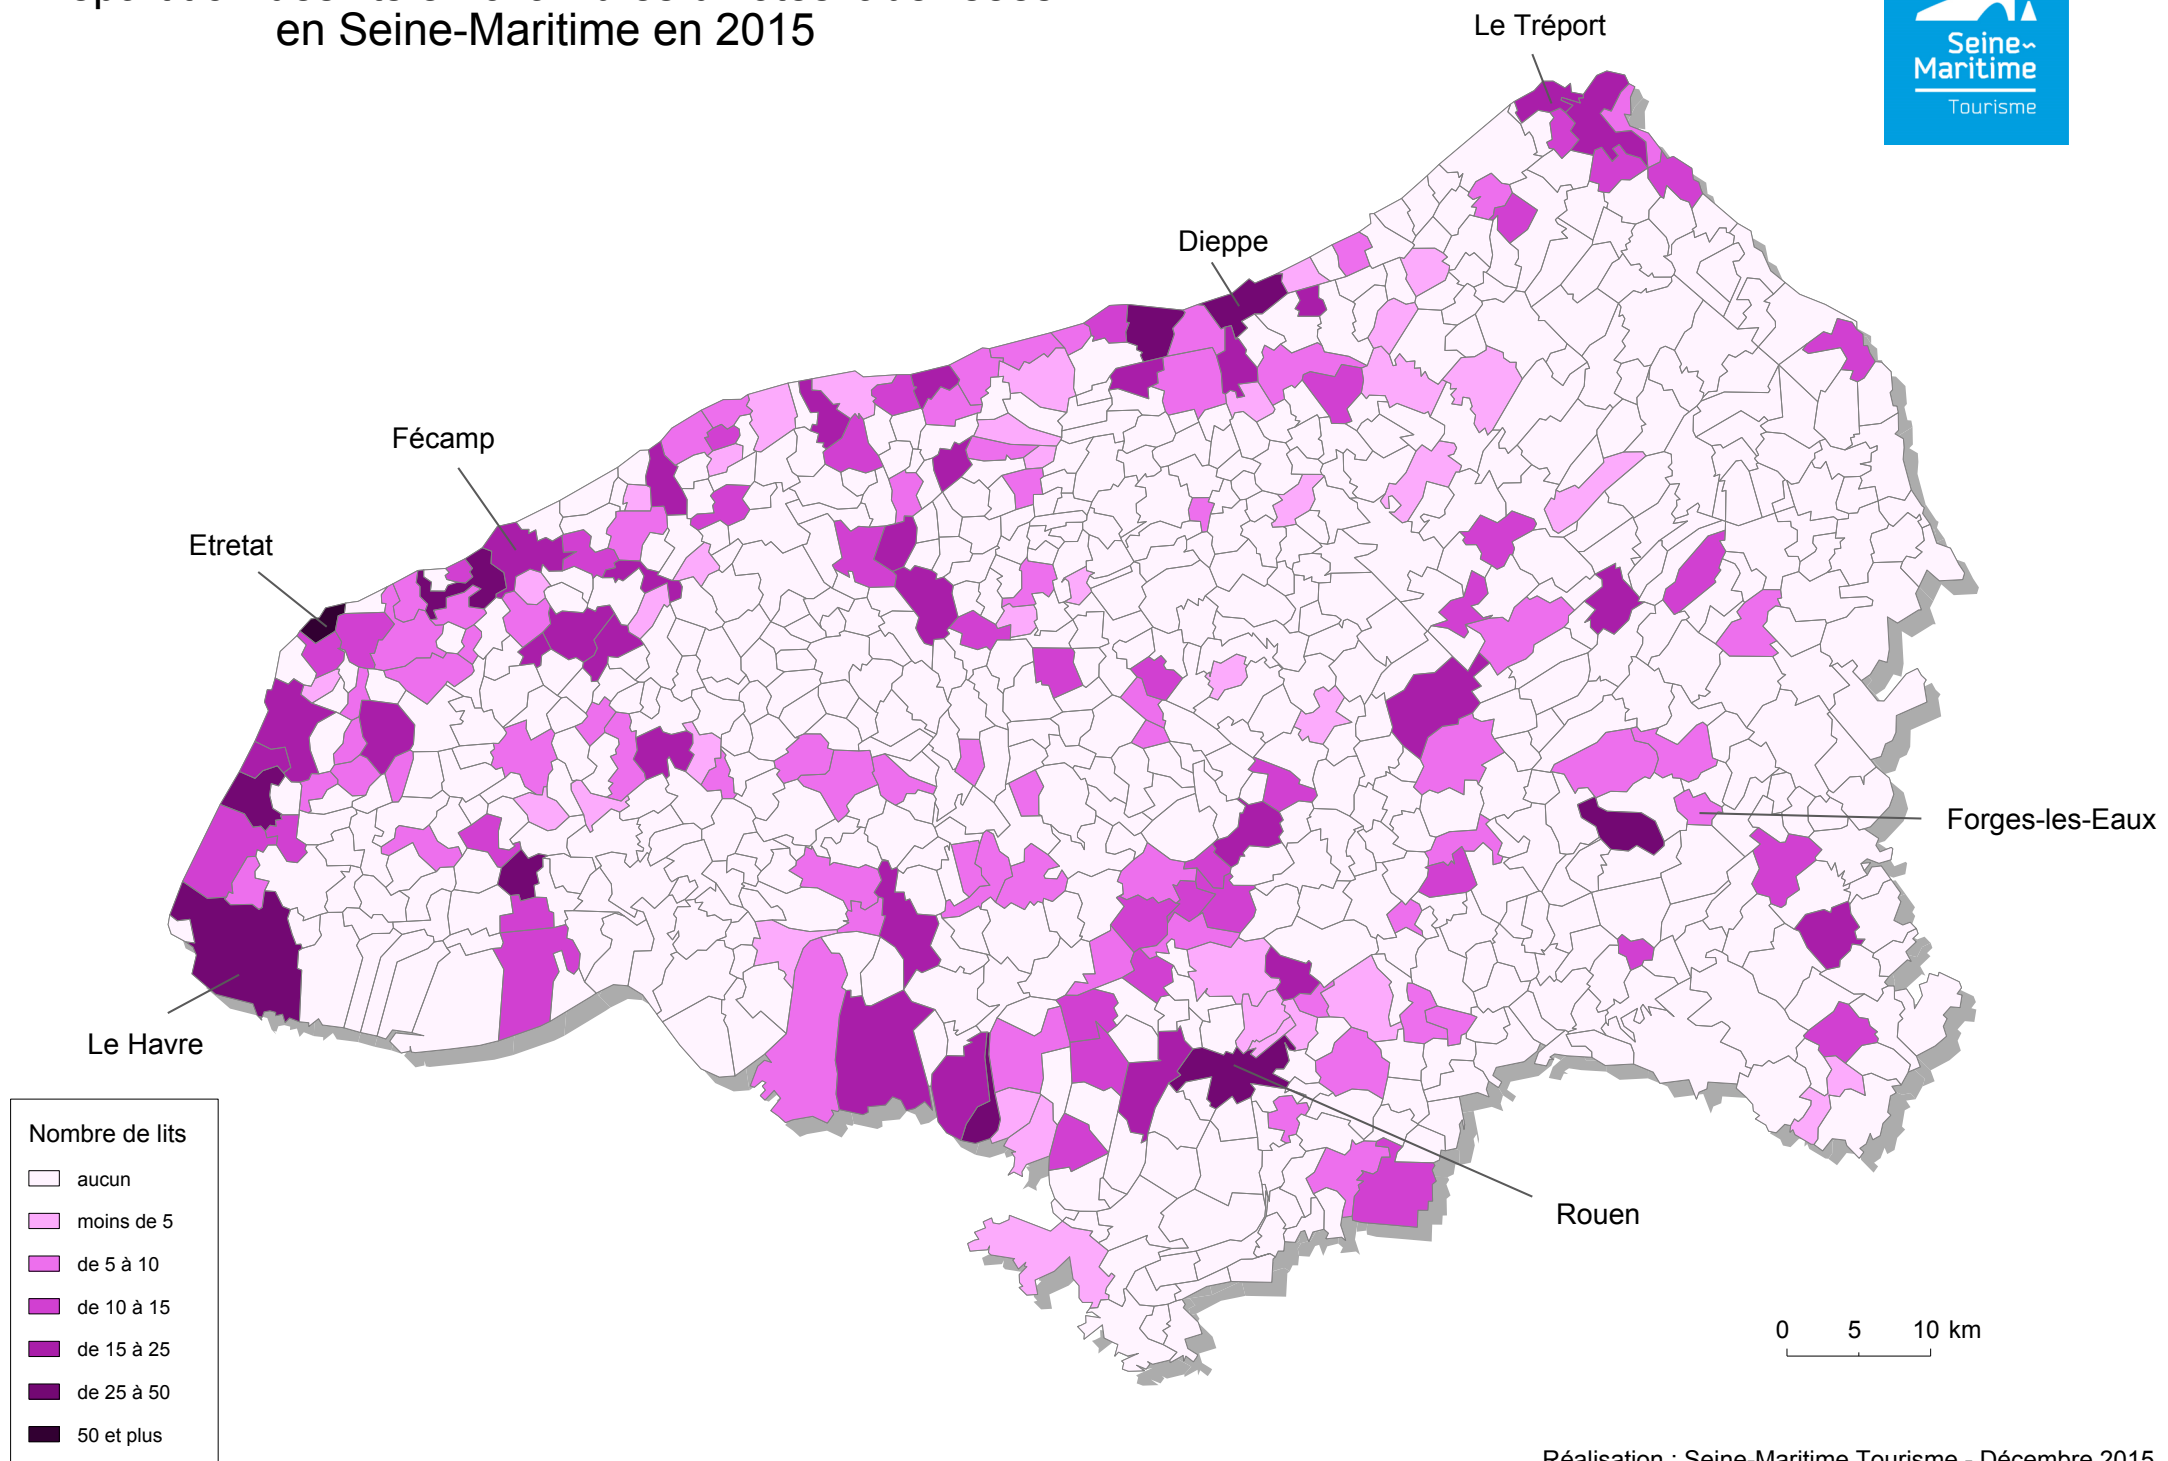 en Seine-Maritime en 2015
Seine~
Maritime
Tourisme
Le Tréport
Dieppe
Fécamp
Etretat
Forges-les-Eaux
Le Havre
Rouen
Nombre de lits
aucun
moins de 5
de 5 à 10
de 10 à 15
de 15 à 25
de 25 à 50
50 et plus
0 5 10 km
Réalisation : Seine-Maritime Tourisme - Décembre 2015